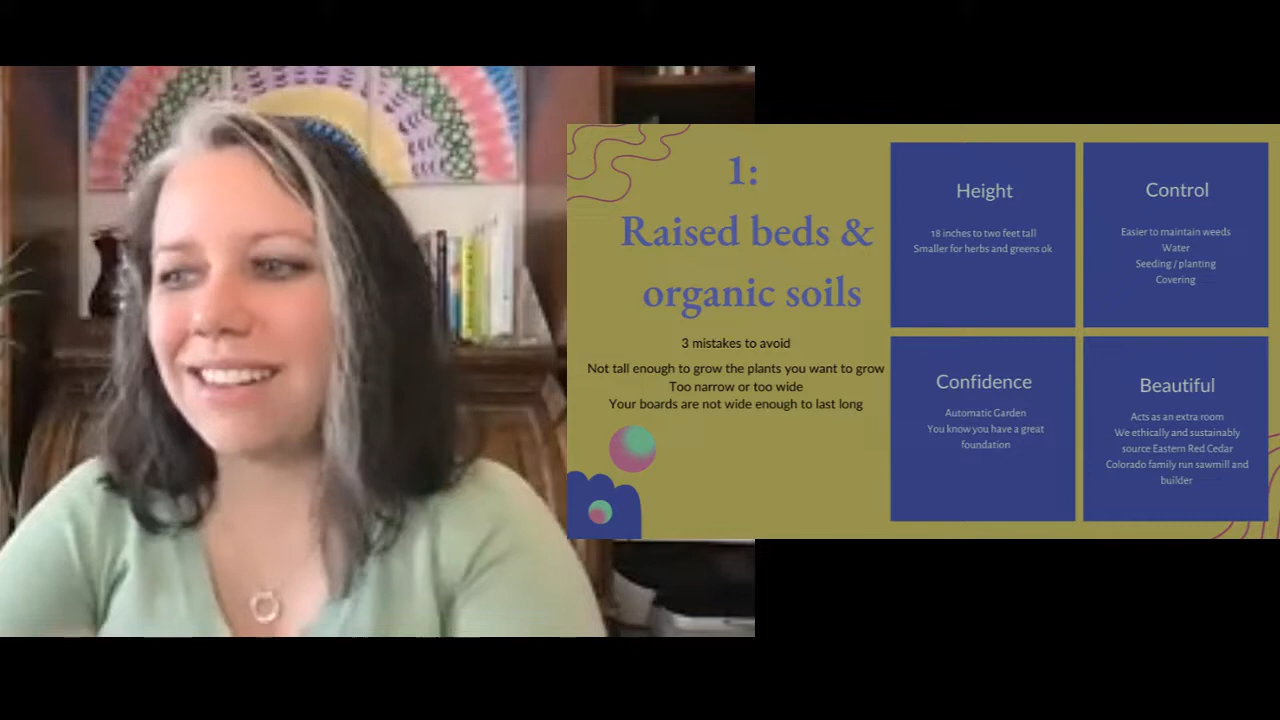 1:
Raised beds &
organic soils
3 mistakes to avoid
Not tall enough to grow the plants you want to grow
Too narrow or too wide
Your boards are not wide enough to last long
Height
18 inches to two feet tall
Smaller for herbs and greens ok
Control
Easier to maintain weeds
Water
Seeding / planting
Covering
Confidence
Automatic Garden
You know you have a great
foundation
Beautiful
Acts as an extra room
We ethically and sustainably
source Eastern Red Cedar
Colorado family run sawmill and
builder